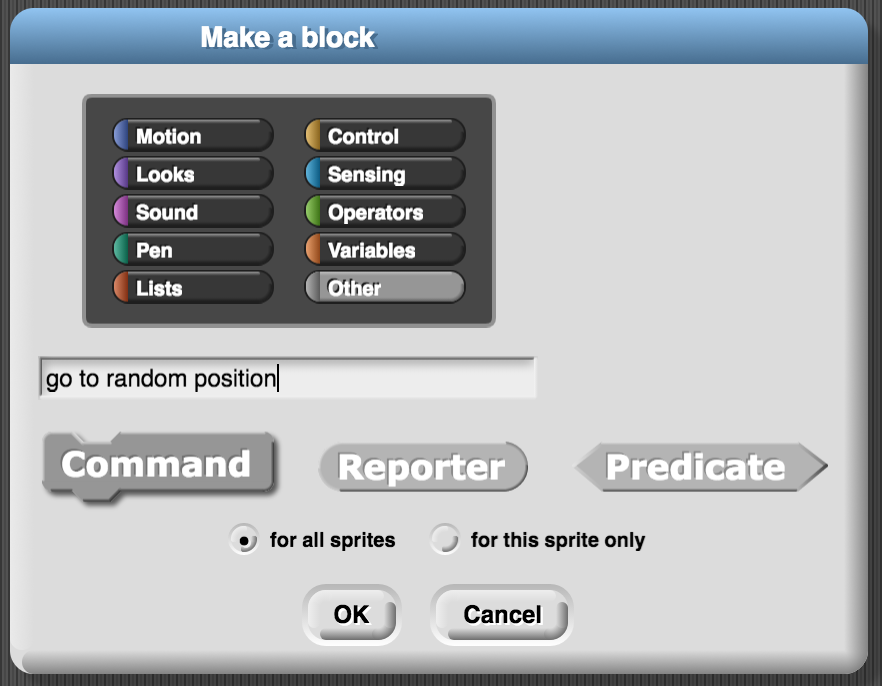 Make a block
Motion Control
Looks Sensing
Sound Operators
Pen Variables
Lists Other
go to random position
Command Reporter Predicate
for all sprites for this sprite only
OK Cancel